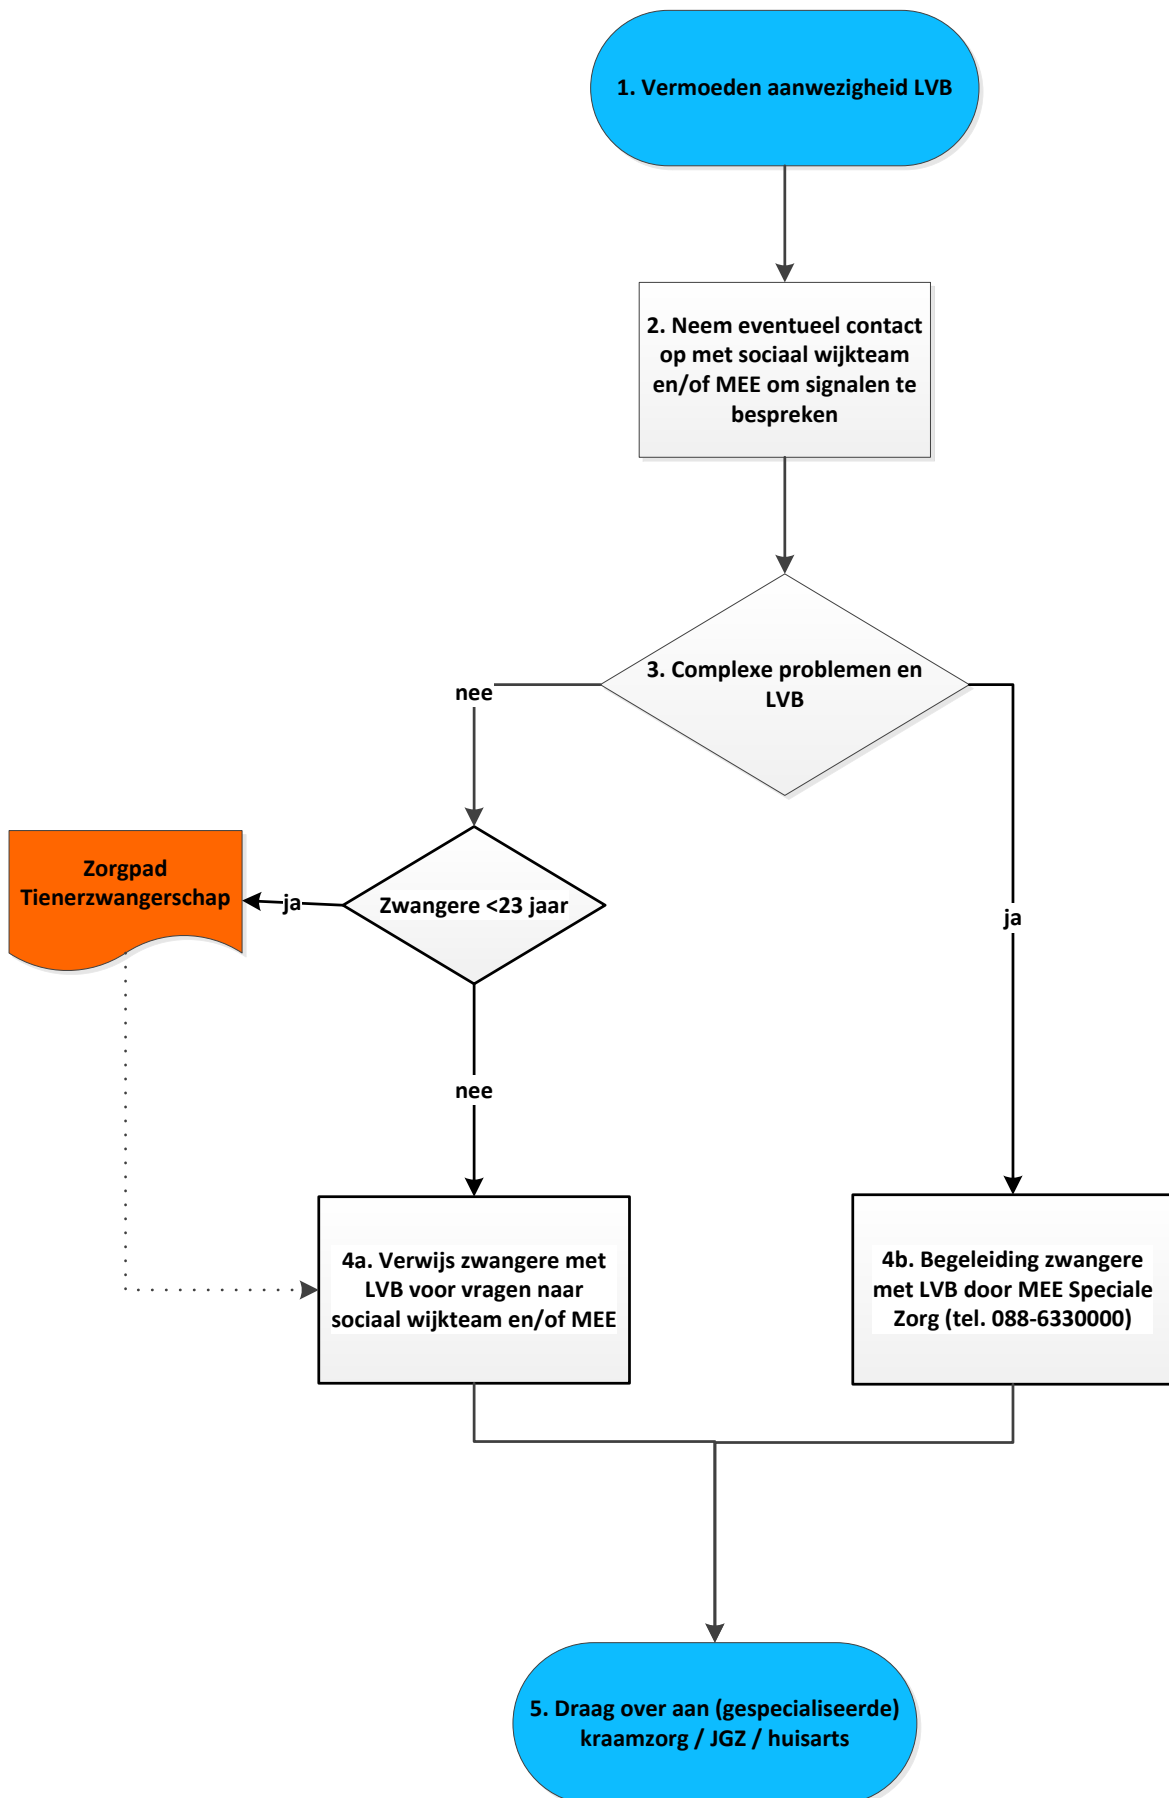 1. Vermoeden aanwezigheid LVB
2. Neem eventueel contact
op met sociaal wijkteam
en/of MEE om signalen te
bespreken
3. Complexe problemen en
LVB
nee
Zorgpad
Tienerzwangerschap
ja
Zwangere <23 jaar
ja
nee
4a. Verwijs zwangere met
LVB voor vragen naar
sociaal wijkteam en/of MEE
4b. Begeleiding zwangere
met LVB door MEE Speciale
Zorg (tel. 088-6330000)
5. Draag over aan (gespecialiseerde)
kraamzorg / JGZ / huisarts